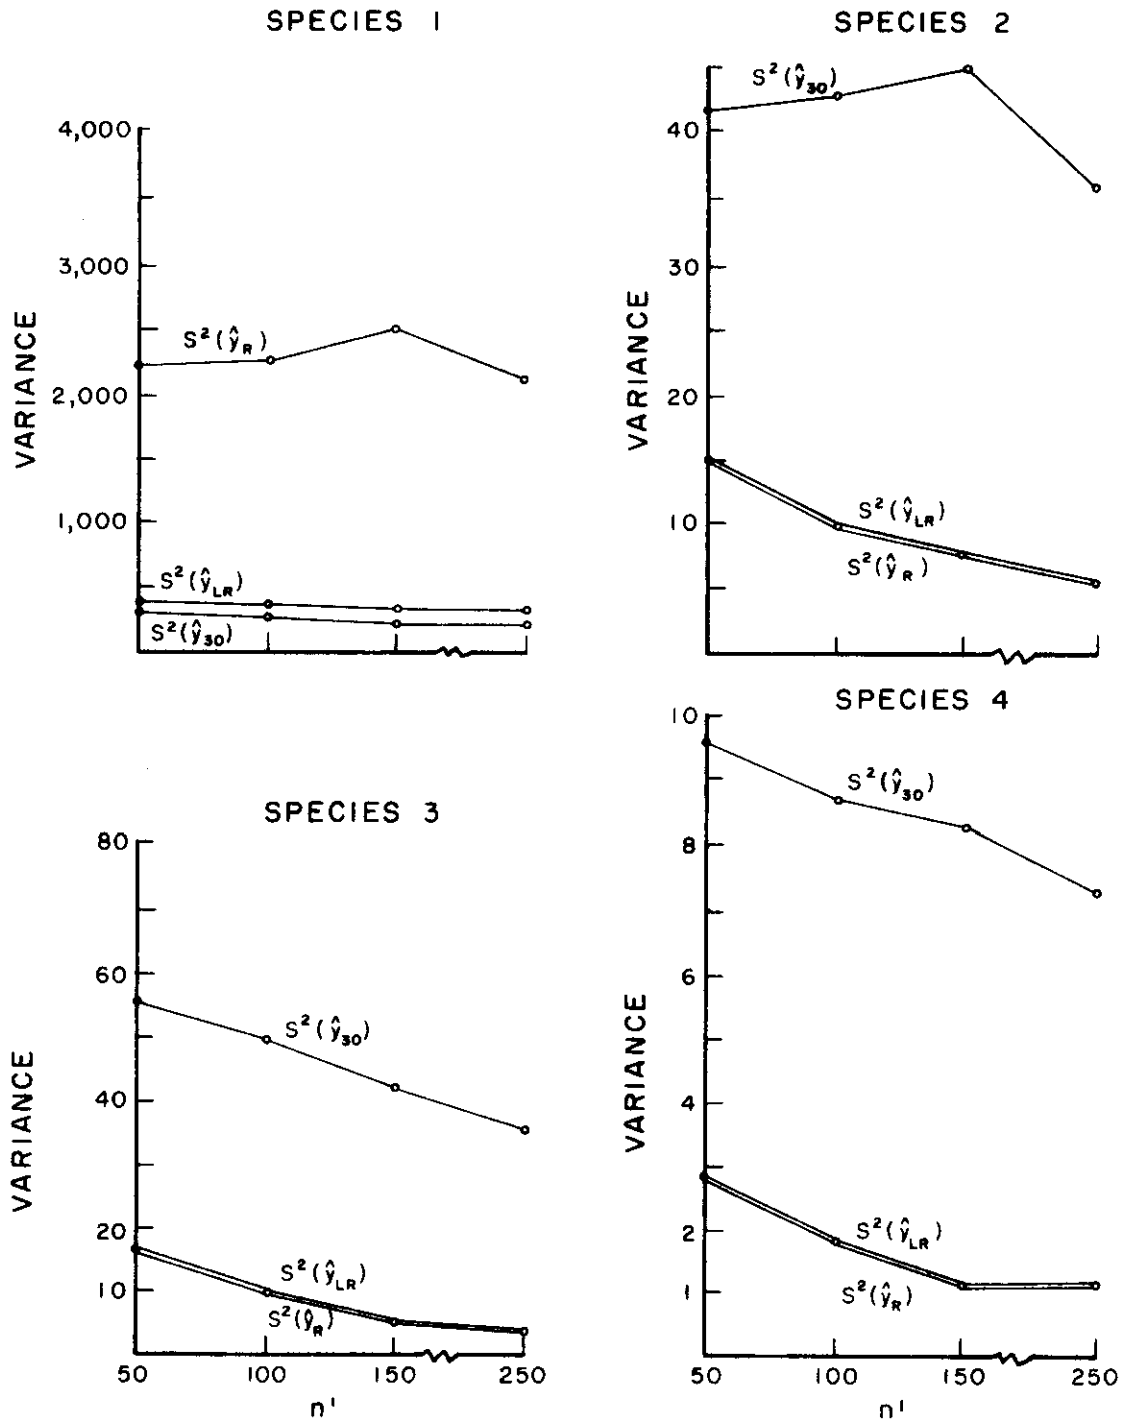 SPECIES 1
4,000
3,000
2,000
1,000
VARIANCE
S²(ŷR)
S²(ŷLR)
S²(ŷ30)
SPECIES 2
40
30
20
10
VARIANCE
S²(ŷ30)
S²(ŷLR)
S²(ŷR)
SPECIES 3
80
60
40
20
10
VARIANCE
S²(ŷ30)
S²(ŷLR)
S²(ŷR)
50 100 150 250
n'
SPECIES 4
10
8
6
4
2
1
VARIANCE
S²(ŷ30)
S²(ŷLR)
S²(ŷR)
50 100 150 250
n'